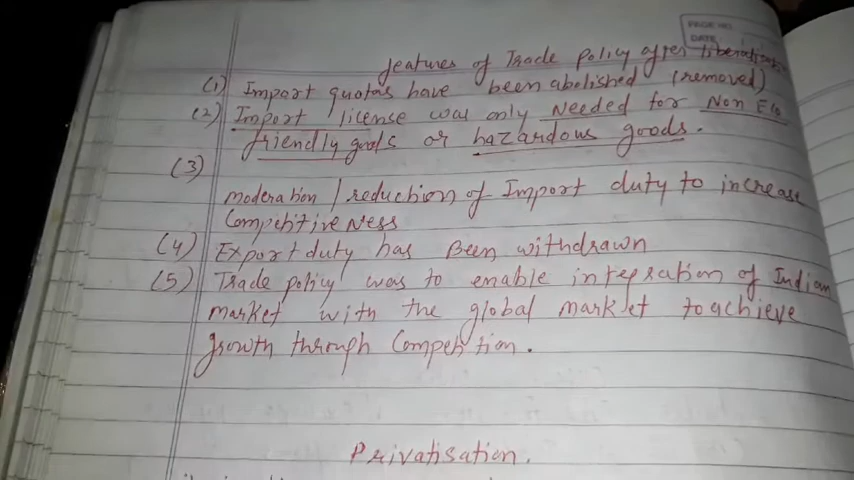 PAGE NO.
DATE
features of Trade policy after liberalisation
(1) Import quotas have been abolished (removed)
(2) Import license was only Needed for Non Eco
friendly goods or hazardous goods.
(3)
moderation / reduction of Import duty to increase
Competitiveness
(4) Export duty has Been withdrawn
(5) Trade policy was to enable integration of Indian
market with the global market to achieve
growth through Competition.
Privatisation.